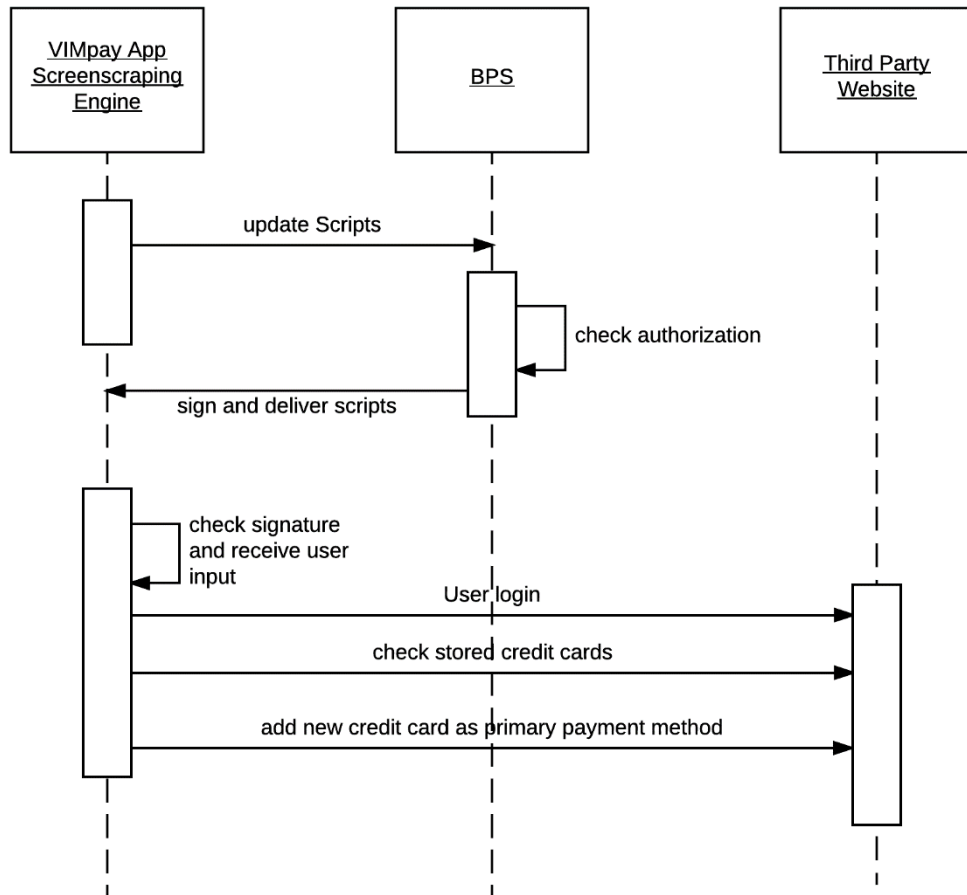 VIMpay App
Screenscraping
Engine
BPS
Third Party
Website
update Scripts
check authorization
sign and deliver scripts
check signature
and receive user
input
User login
check stored credit cards
add new credit card as primary payment method